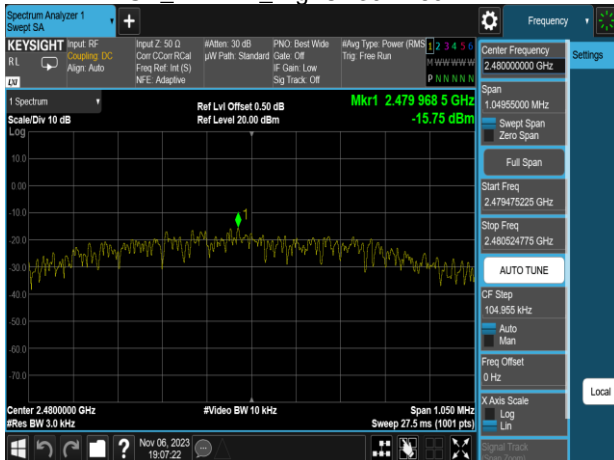 Spectrum Analyzer 1
Swept SA
+
Frequency
KEYSIGHT
RL
LXI
Input: RF
Coupling: DC
Align: Auto
Input Z: 50 Ω
Corr CCorr RCal
Freq Ref: Int (S)
NFE: Adaptive
#Atten: 30 dB
µW Path: Standard
PNO: Best Wide
Gate: Off
IF Gain: Low
Sig Track: Off
#Avg Type: Power (RMS
Trig: Free Run
1 2 3 4 5 6
M W W W W W
P N N N N N
Center Frequency
2.480000000 GHz
Settings
Span
1.04955000 MHz
Swept Span
Zero Span
Full Span
Start Freq
2.479475225 GHz
Stop Freq
2.480524775 GHz
AUTO TUNE
CF Step
104.955 kHz
Auto
Man
Freq Offset
0 Hz
X Axis Scale
Log
Lin
Signal Track
(Span Zoom)
Local
1 Spectrum
Scale/Div 10 dB
Log
Ref Lvl Offset 0.50 dB
Ref Level 20.00 dBm
Mkr1 2.479 968 5 GHz
-15.75 dBm
10.0
0.00
-10.0
-20.0
-30.0
-40.0
-50.0
-60.0
-70.0
1
Center 2.4800000 GHz
#Res BW 3.0 kHz
#Video BW 10 kHz
Span 1.050 MHz
Sweep 27.5 ms (1001 pts)
?
Nov 06, 2023
19:07:22